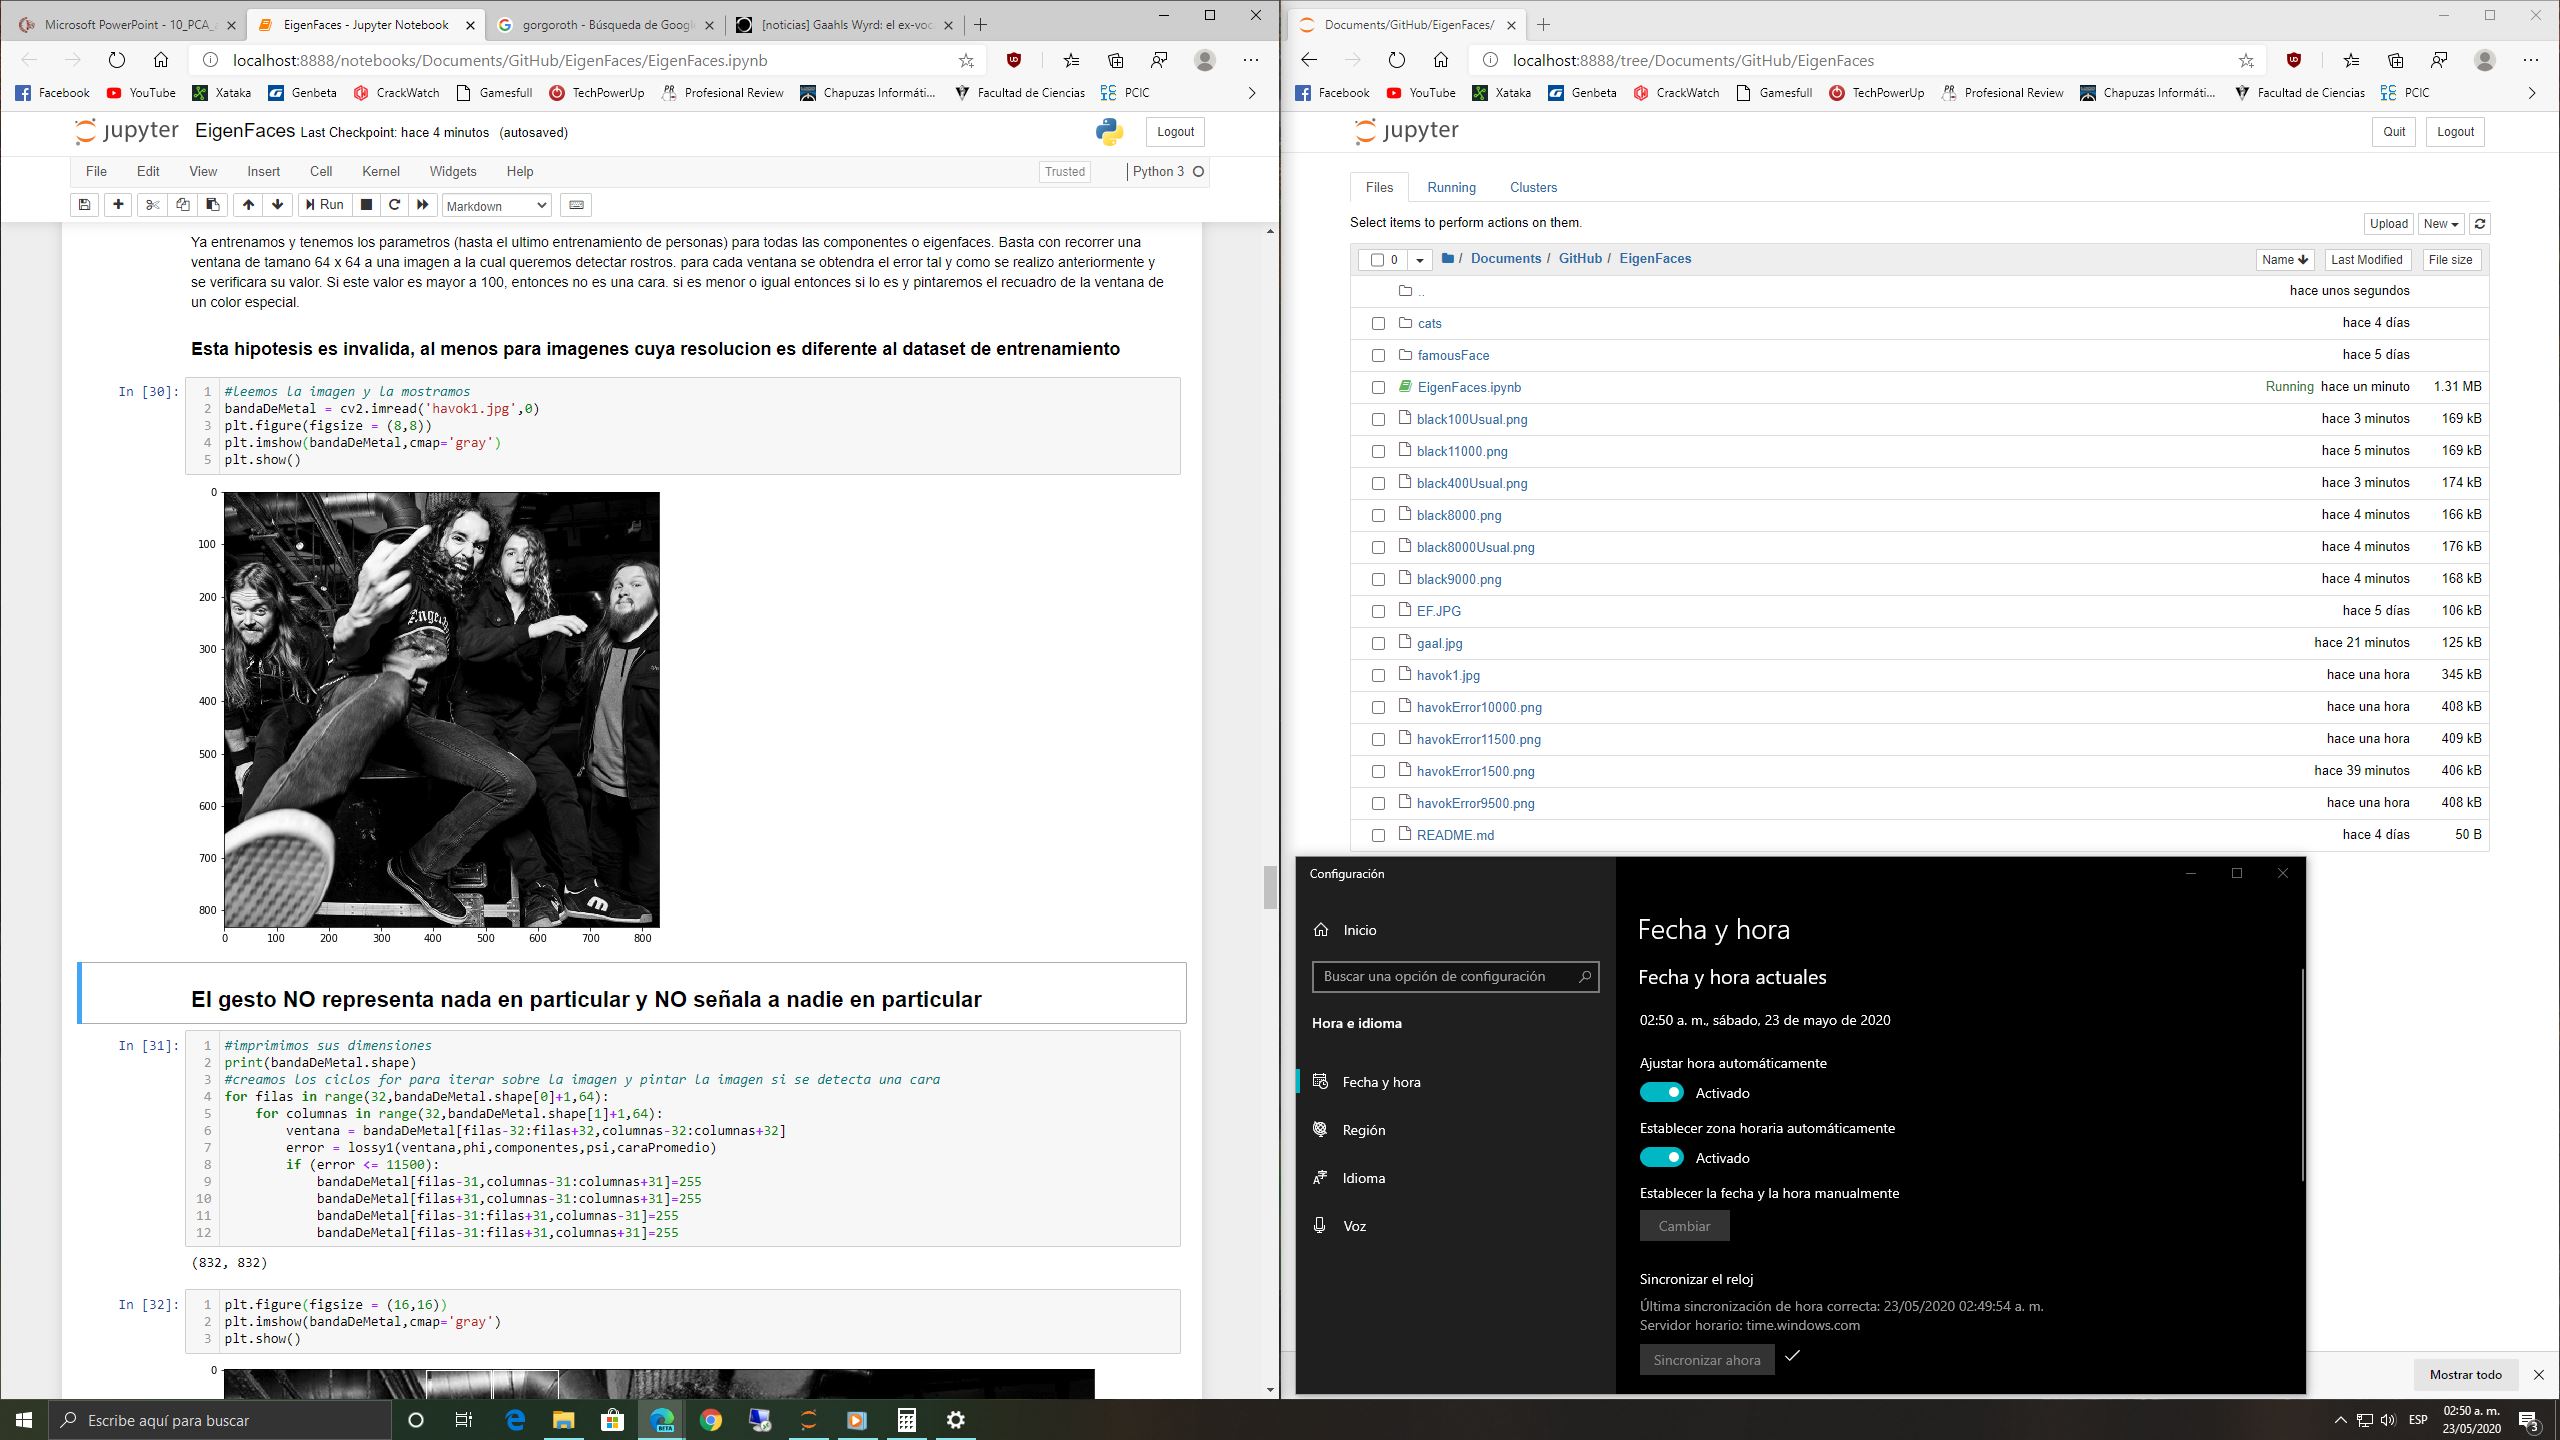 Microsoft PowerPoint - 10_PCA_
EigenFaces - Jupyter Notebook
gorgoroth - Búsqueda de Googl
[noticias] Gaahls Wyrd: el ex-voc
localhost:8888/notebooks/Documents/GitHub/EigenFaces/EigenFaces.ipynb
Facebook YouTube Xataka Genbeta CrackWatch Gamesfull TechPowerUp Profesional Review Chapuzas Informáti... Facultad de Ciencias PCIC
jupyter EigenFaces Last Checkpoint: hace 4 minutos (autosaved)
Logout
File Edit View Insert Cell Kernel Widgets Help
Trusted
Python 3
Run
Markdown
Ya entrenamos y tenemos los parametros (hasta el ultimo entrenamiento de personas) para todas las componentes o eigenfaces. Basta con recorrer una
ventana de tamano 64 x 64 a una imagen a la cual queremos detectar rostros. para cada ventana se obtendra el error tal y como se realizo anteriormente y
se verificara su valor. Si este valor es mayor a 100, entonces no es una cara. si es menor o igual entonces si lo es y pintaremos el recuadro de la ventana de
un color especial.
Esta hipotesis es invalida, al menos para imagenes cuya resolucion es diferente al dataset de entrenamiento
In [30]:
1 #leemos la imagen y la mostramos
2 bandaDeMetal = cv2.imread('havok1.jpg',0)
3 plt.figure(figsize = (8,8))
4 plt.imshow(bandaDeMetal,cmap='gray')
5 plt.show()
0
100
200
300
400
500
600
700
800
0 100 200 300 400 500 600 700 800
El gesto NO representa nada en particular y NO señala a nadie en particular
In [31]:
1 #imprimimos sus dimensiones
2 print(bandaDeMetal.shape)
3 #creamos los ciclos for para iterar sobre la imagen y pintar la imagen si se detecta una cara
4 for filas in range(32,bandaDeMetal.shape[0]+1,64):
5     for columnas in range(32,bandaDeMetal.shape[1]+1,64):
6         ventana = bandaDeMetal[filas-32:filas+32,columnas-32:columnas+32]
7         error = lossy1(ventana,phi,componentes,psi,caraPromedio)
8         if (error <= 11500):
9             bandaDeMetal[filas-31,columnas-31:columnas+31]=255
10             bandaDeMetal[filas+31,columnas-31:columnas+31]=255
11             bandaDeMetal[filas-31:filas+31,columnas-31]=255
12             bandaDeMetal[filas-31:filas+31,columnas+31]=255
(832, 832)
In [32]:
1 plt.figure(figsize = (16,16))
2 plt.imshow(bandaDeMetal,cmap='gray')
3 plt.show()
0
Documents/GitHub/EigenFaces/
localhost:8888/tree/Documents/GitHub/EigenFaces
Facebook YouTube Xataka Genbeta CrackWatch Gamesfull TechPowerUp Profesional Review Chapuzas Informáti... Facultad de Ciencias PCIC
jupyter
Quit Logout
Files Running Clusters
Select items to perform actions on them.
Upload New
0 / Documents / GitHub / EigenFaces
Name Last Modified File size
.. hace unos segundos
cats hace 4 días
famousFace hace 5 días
EigenFaces.ipynb Running hace un minuto 1.31 MB
black100Usual.png hace 3 minutos 169 kB
black11000.png hace 5 minutos 169 kB
black400Usual.png hace 3 minutos 174 kB
black8000.png hace 4 minutos 166 kB
black8000Usual.png hace 4 minutos 176 kB
black9000.png hace 4 minutos 168 kB
EF.JPG hace 5 días 106 kB
gaal.jpg hace 21 minutos 125 kB
havok1.jpg hace una hora 345 kB
havokError10000.png hace una hora 408 kB
havokError11500.png hace una hora 409 kB
havokError1500.png hace 39 minutos 406 kB
havokError9500.png hace una hora 408 kB
README.md hace 4 días 50 B
Configuración
Inicio
Buscar una opción de configuración
Hora e idioma
Fecha y hora
Región
Idioma
Voz
Fecha y hora
Fecha y hora actuales
02:50 a. m., sábado, 23 de mayo de 2020
Ajustar hora automáticamente
Activado
Establecer zona horaria automáticamente
Activado
Establecer la fecha y la hora manualmente
Cambiar
Sincronizar el reloj
Última sincronización de hora correcta: 23/05/2020 02:49:54 a. m.
Servidor horario: time.windows.com
Sincronizar ahora
Mostrar todo
Escribe aquí para buscar
BETA
ESP
02:50 a. m.
23/05/2020
3